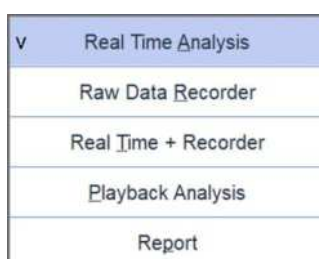 v Real Time Analysis
Raw Data Recorder
Real Time + Recorder
Playback Analysis
Report